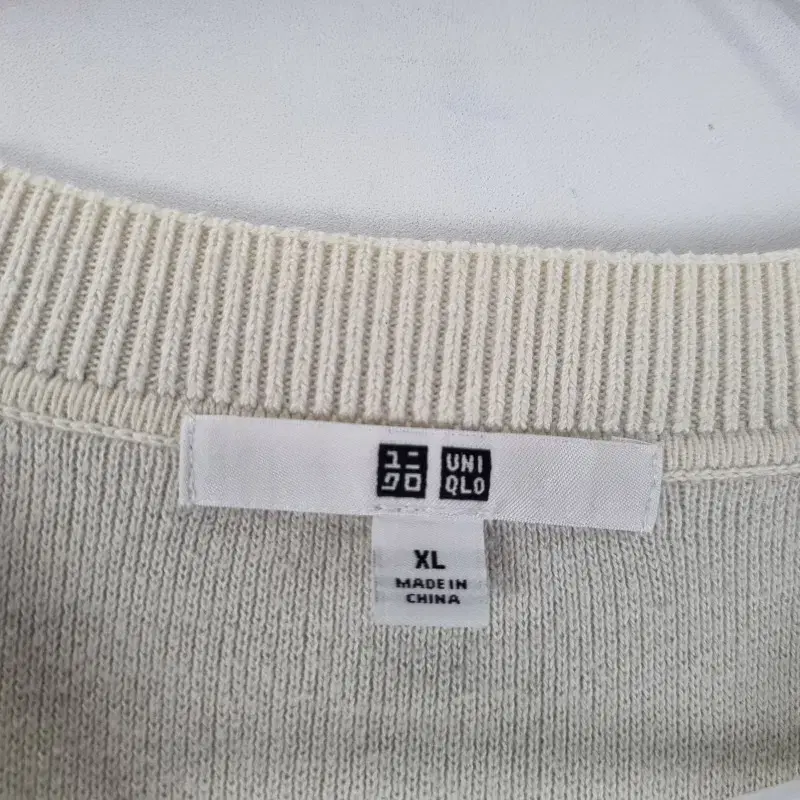 ユニ UNI
クロ QLO
XL
MADE IN
CHINA